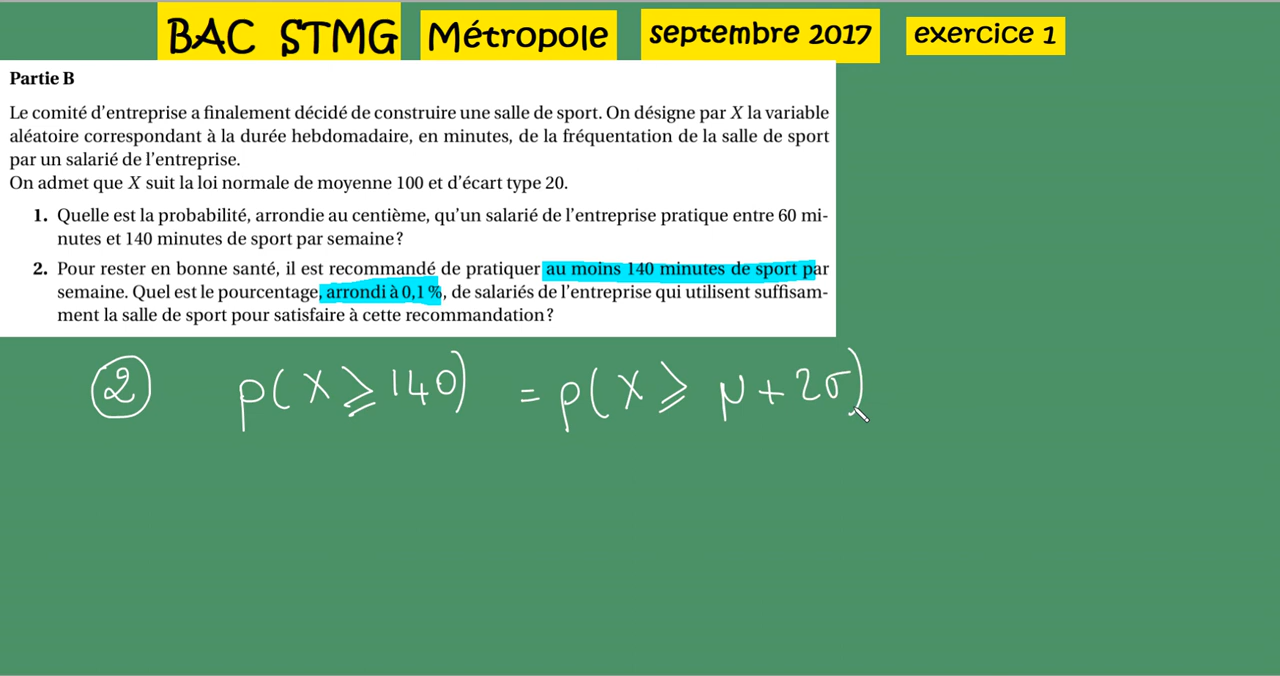 BAC STMG Métropole septembre 2017 exercice 1
Partie B
Le comité d'entreprise a finalement décidé de construire une salle de sport. On désigne par X la variable
aléatoire correspondant à la durée hebdomadaire, en minutes, de la fréquentation de la salle de sport
par un salarié de l'entreprise.
On admet que X suit la loi normale de moyenne 100 et d'écart type 20.
1. Quelle est la probabilité, arrondie au centième, qu'un salarié de l'entreprise pratique entre 60 mi-
nutes et 140 minutes de sport par semaine ?
2. Pour rester en bonne santé, il est recommandé de pratiquer au moins 140 minutes de sport par
semaine. Quel est le pourcentage, arrondi à 0,1 %, de salariés de l'entreprise qui utilisent suffisam-
ment la salle de sport pour satisfaire à cette recommandation ?
② p(X ⩾ 140) = p(X ⩾ μ + 2σ)